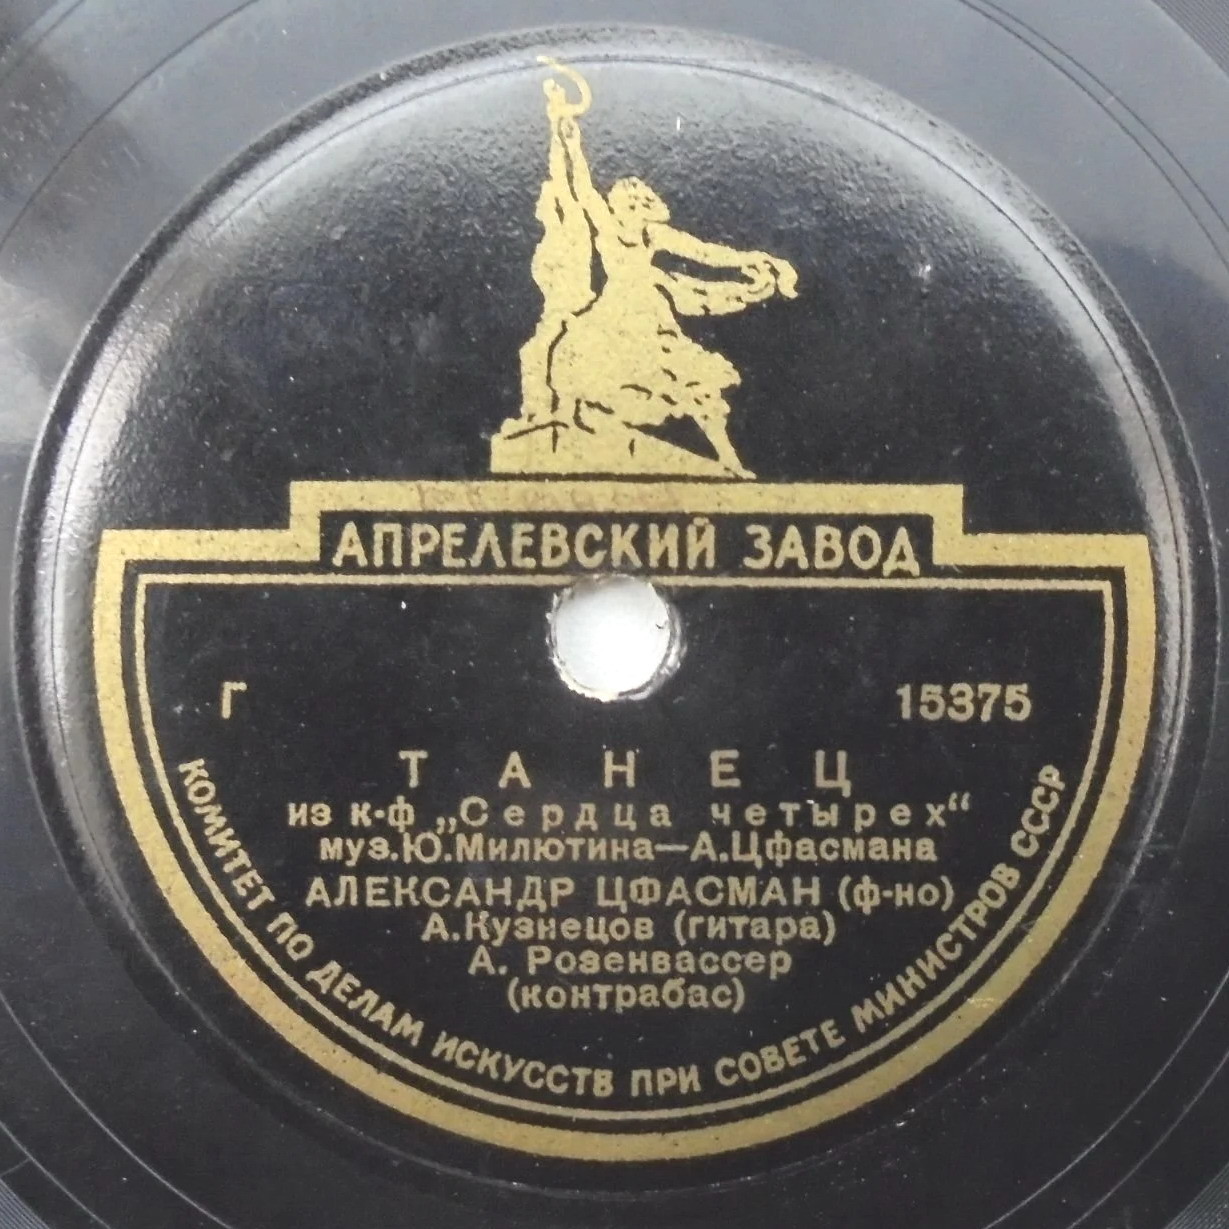 АПРЕЛЕВСКИЙ ЗАВОД
Г 15375
ТАНЕЦ
из к-ф „Сердца четырех“
муз.Ю.Милютина—А.Цфасмана
АЛЕКСАНДР ЦФАСМАН (ф-но)
А.Кузнецов (гитара)
А. Розенвассер
(контрабас)
КОМИТЕТ ПО ДЕЛАМ ИСКУССТВ ПРИ СОВЕТЕ МИНИСТРОВ СССР